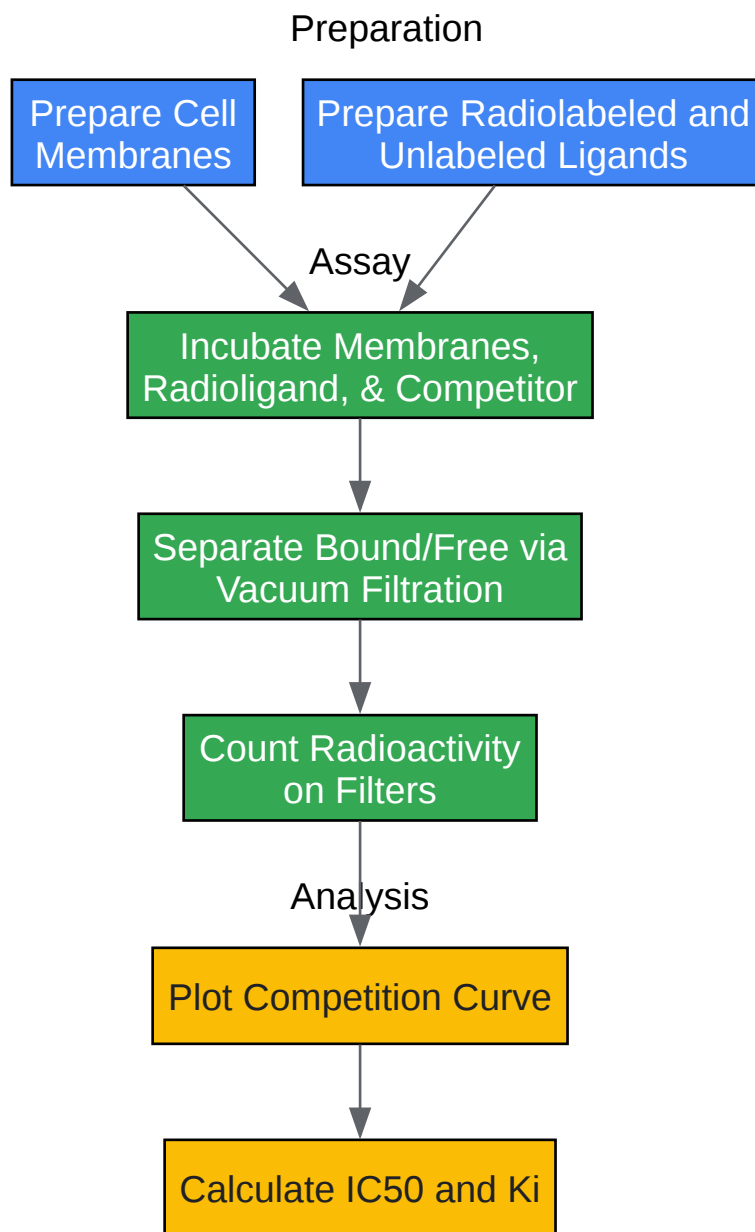 Preparation
Prepare Cell
Membranes
Prepare Radiolabeled and
Unlabeled Ligands
Assay
Incubate Membranes,
Radioligand, & Competitor
Separate Bound/Free via
Vacuum Filtration
Count Radioactivity
on Filters
Analysis
Plot Competition Curve
Calculate IC50 and Ki